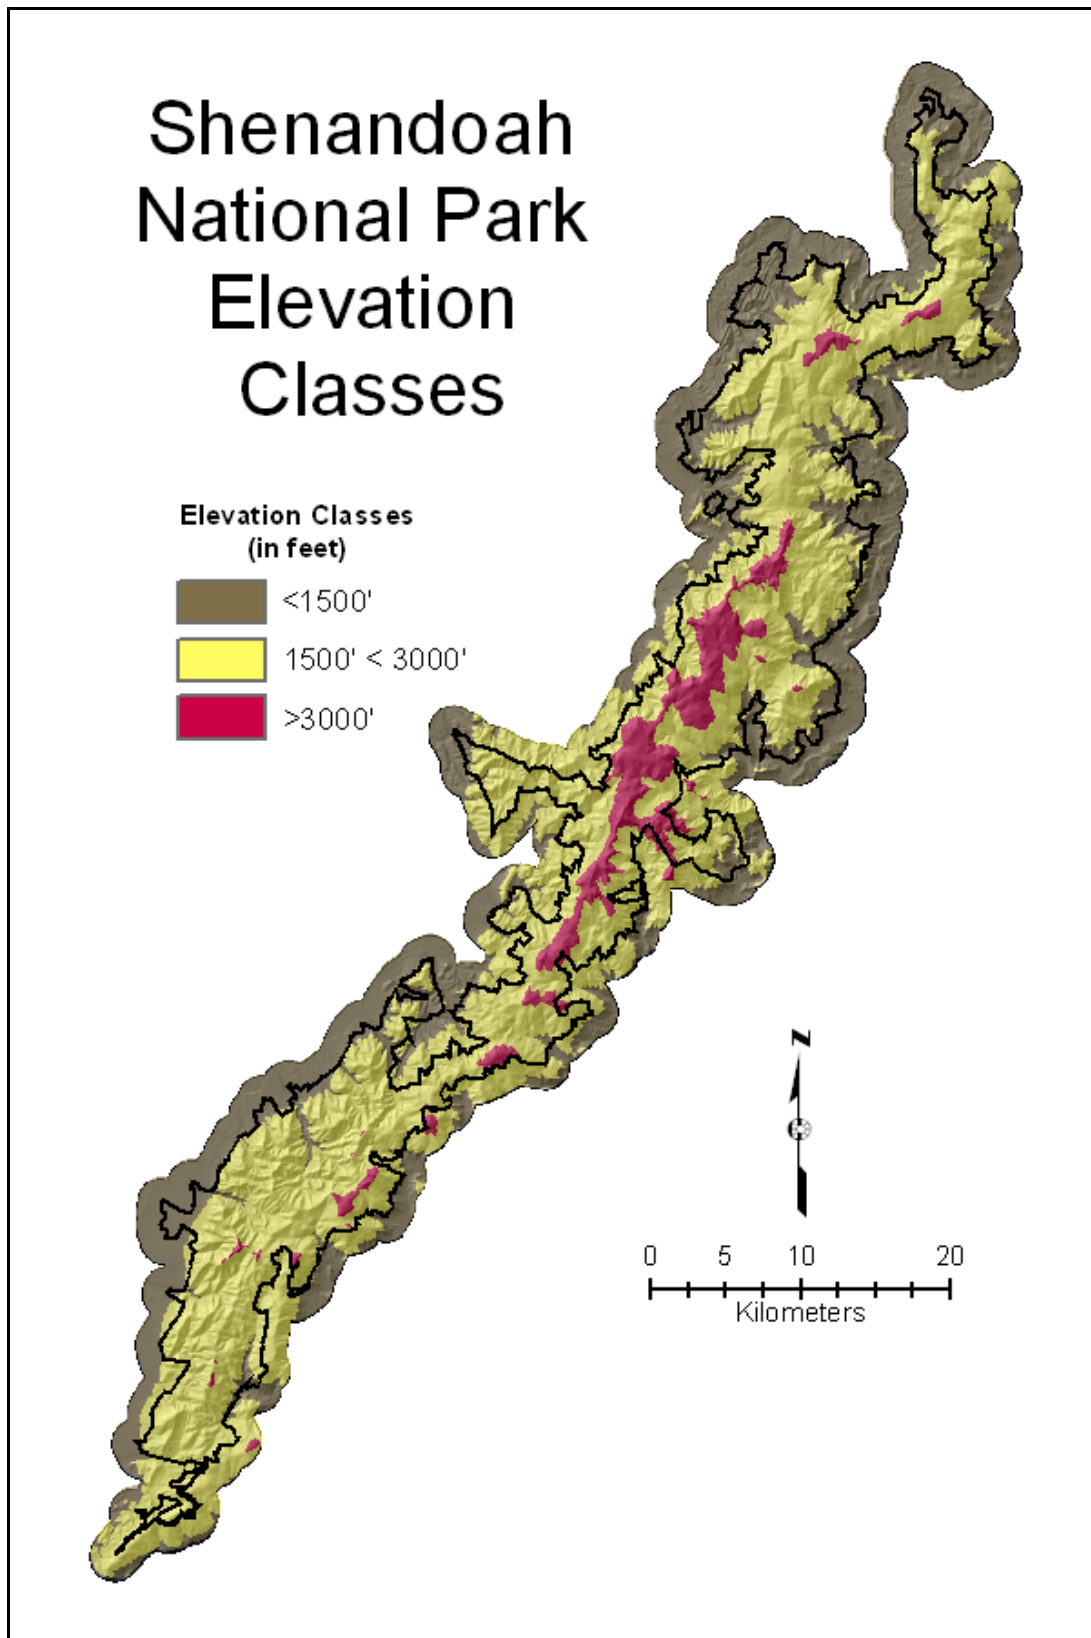 Shenandoah
National Park
Elevation
Classes
Elevation Classes
(in feet)
<1500'
1500' < 3000'
>3000'
N
0 5 10 20
Kilometers